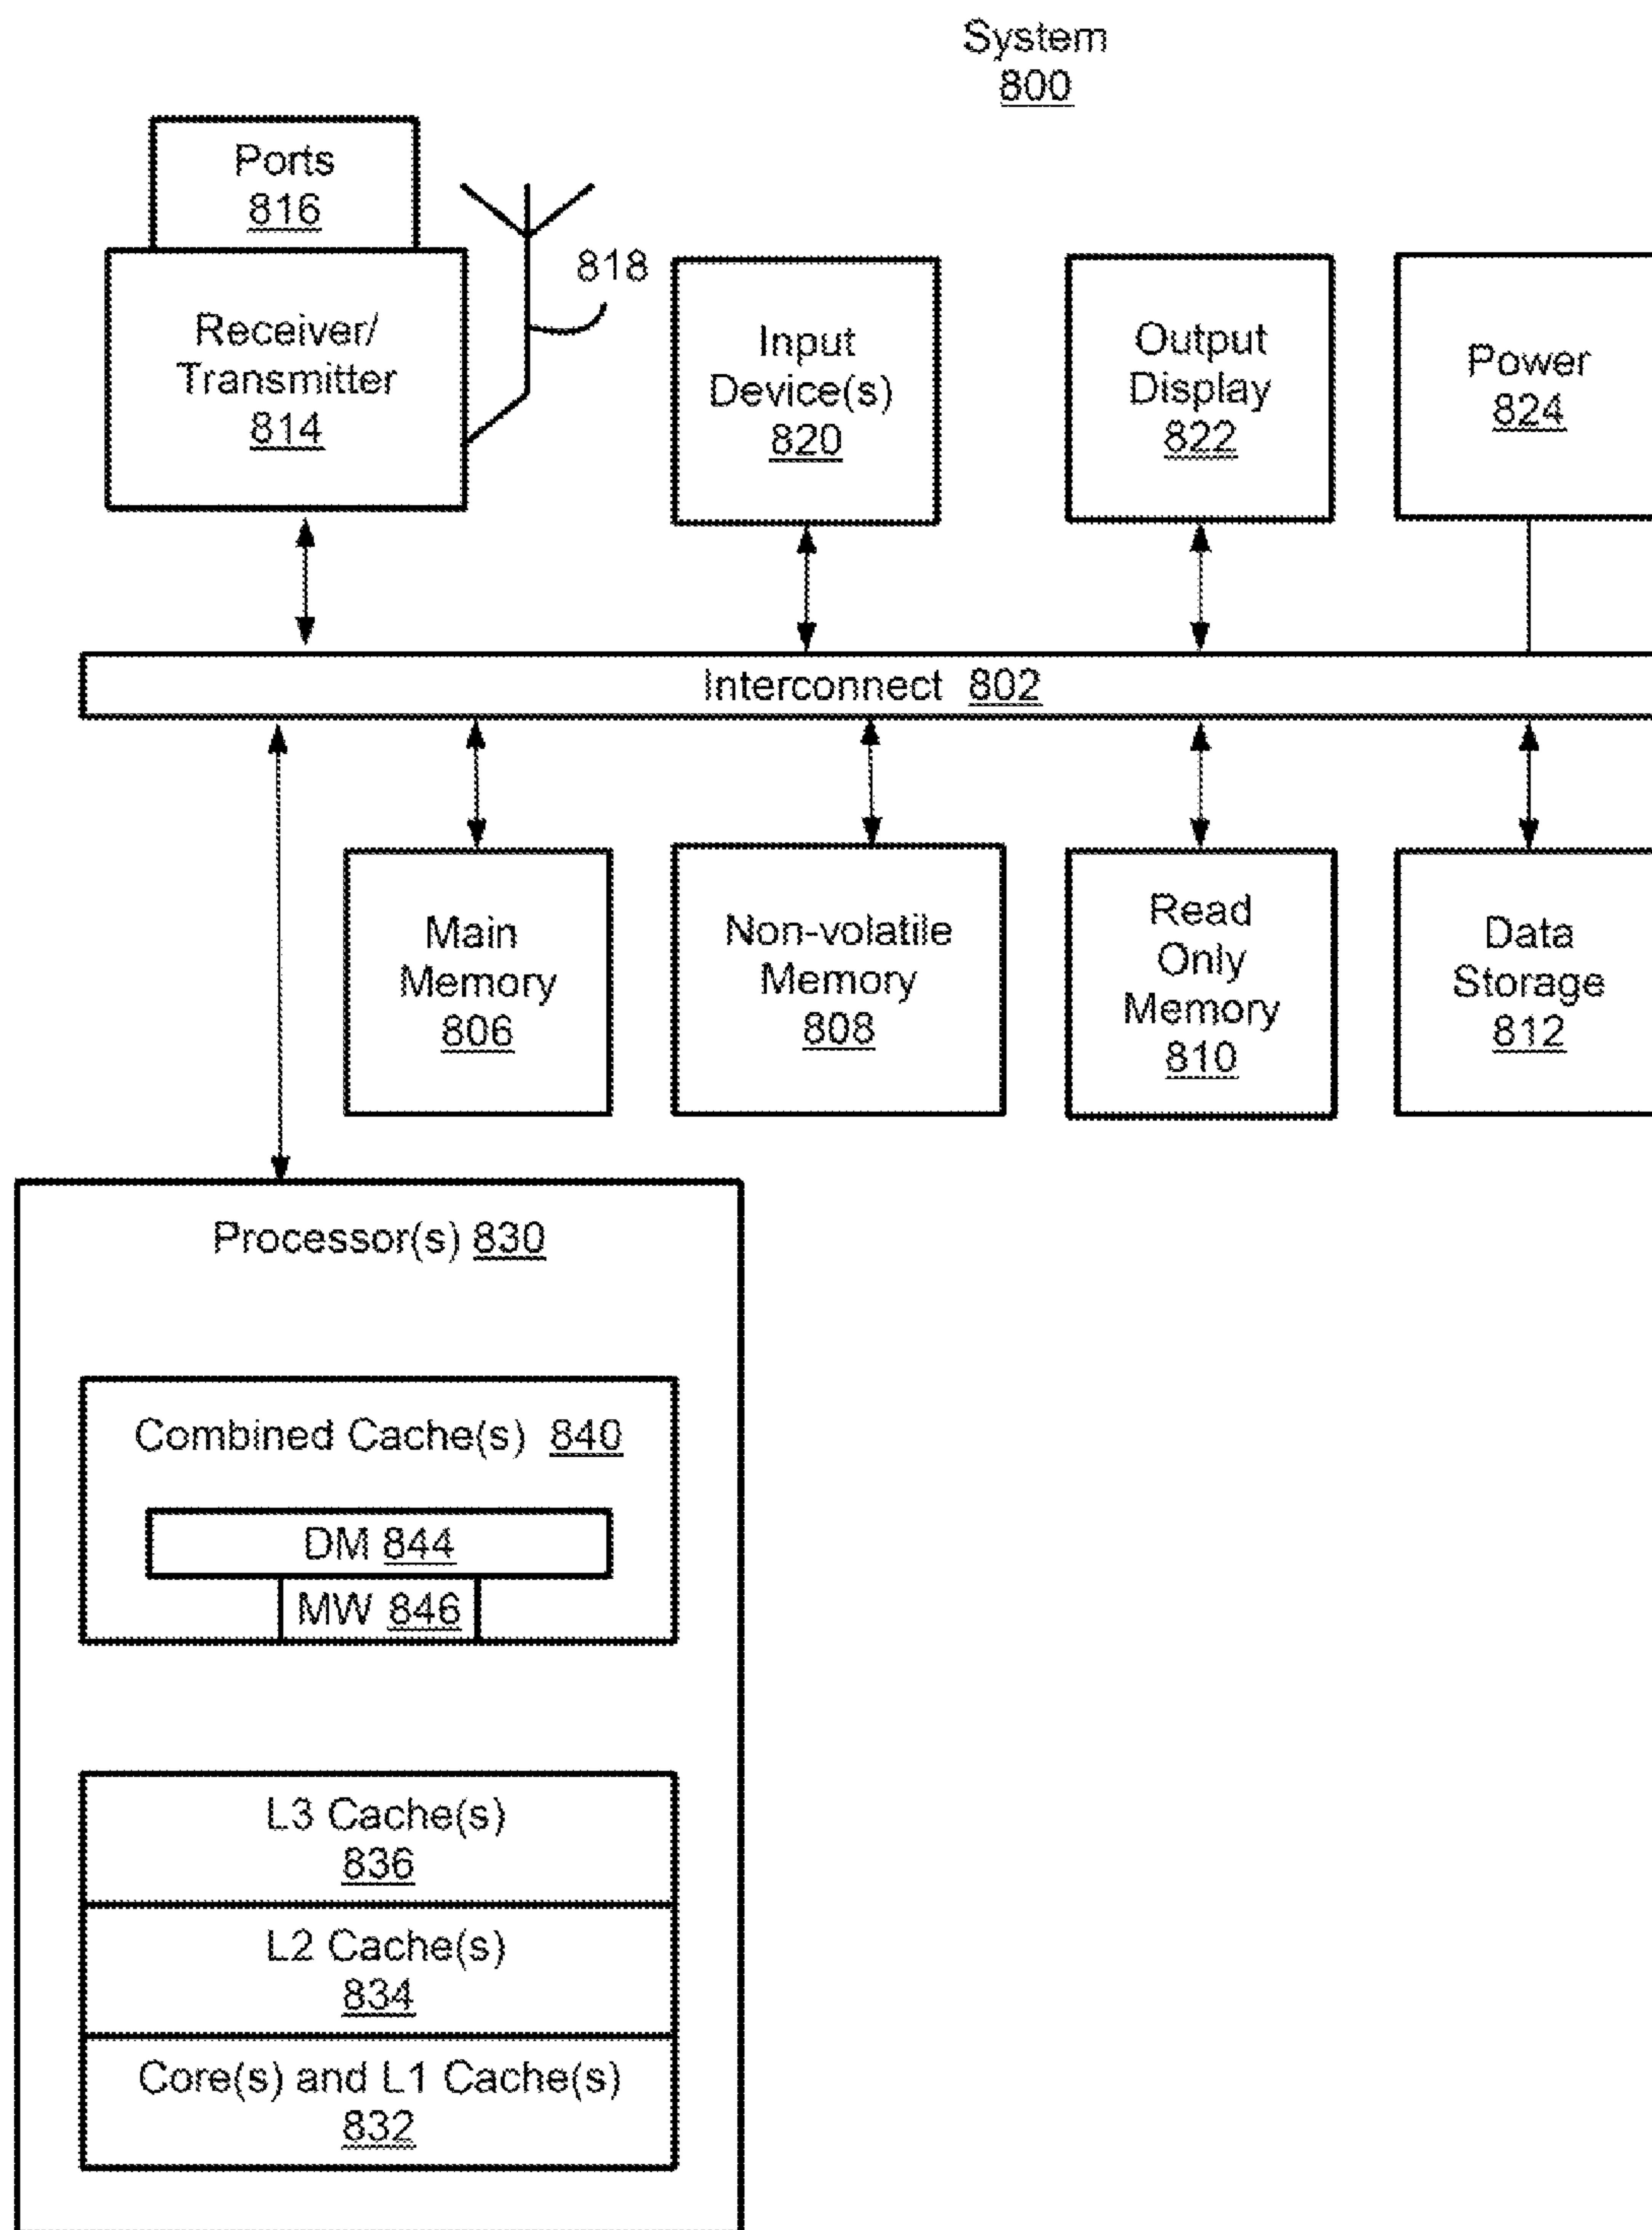 System
800
Ports
816
818
Receiver/
Transmitter
814
Input
Device(s)
820
Output
Display
822
Power
824
Interconnect 802
Main
Memory
806
Non-volatile
Memory
808
Read
Only
Memory
810
Data
Storage
812
Processor(s) 830
Combined Cache(s) 840
DM 844
MW 846
L3 Cache(s)
836
L2 Cache(s)
834
Core(s) and L1 Cache(s)
832